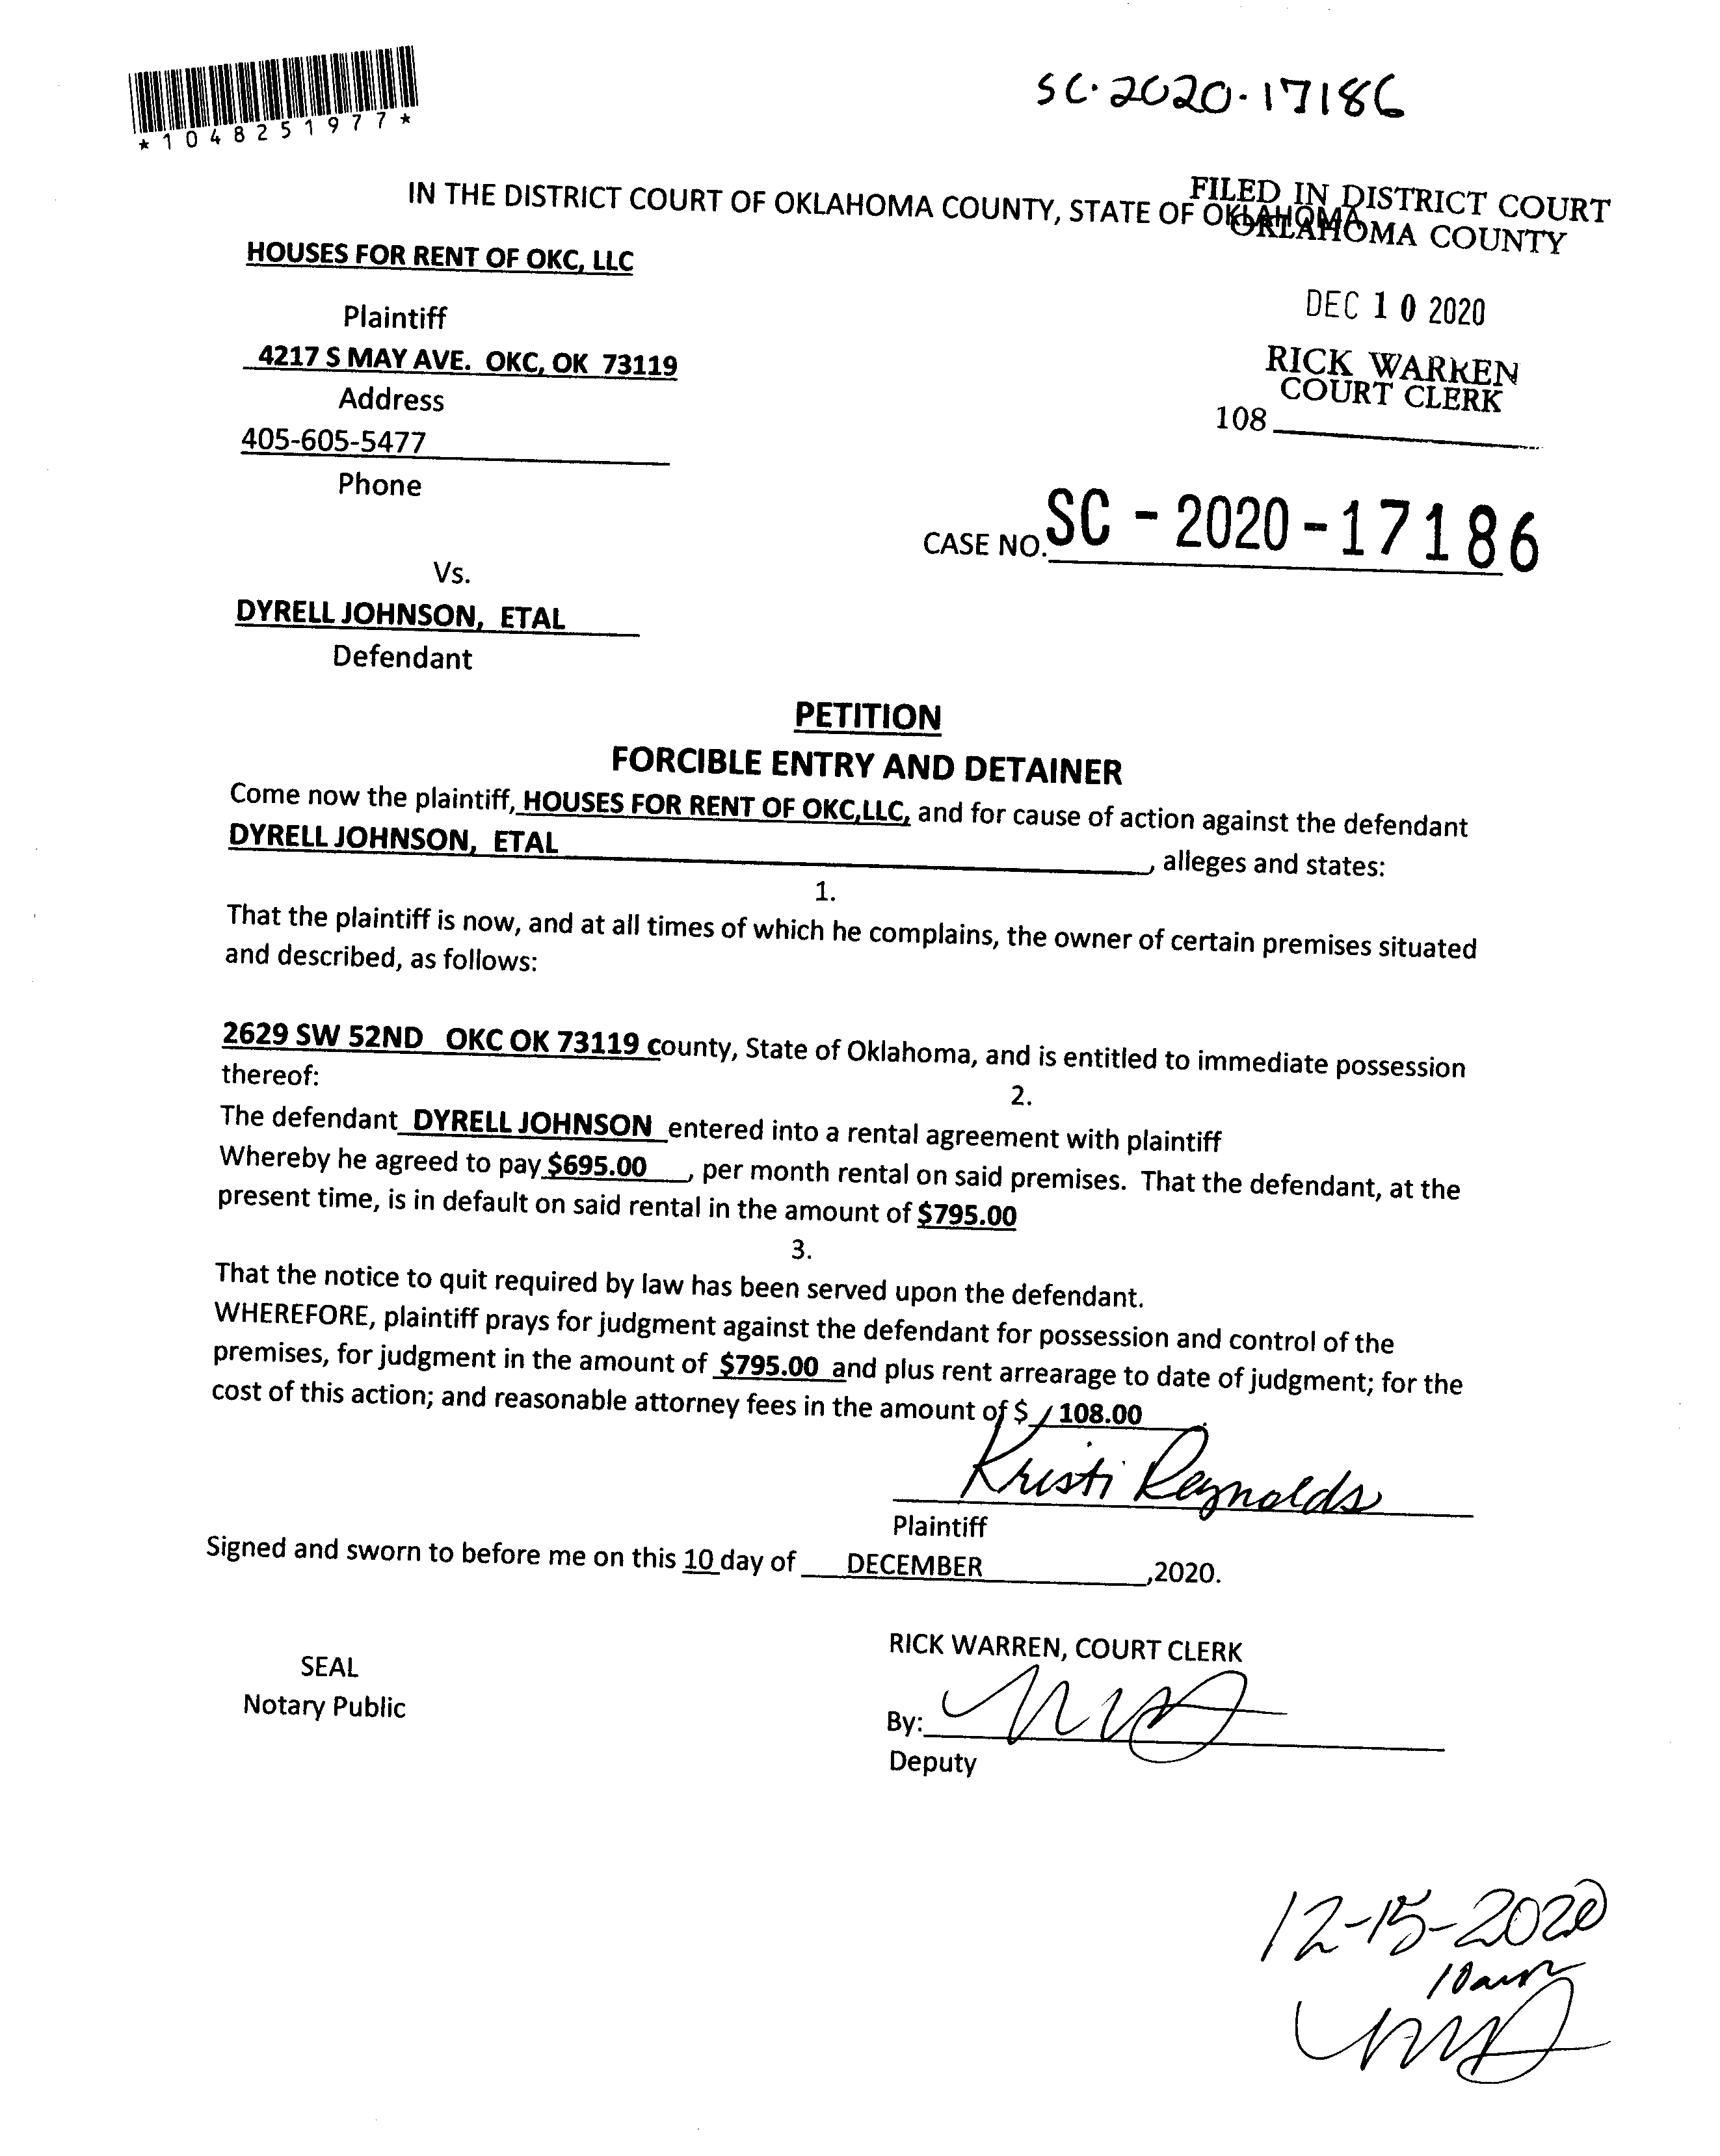 *1048251977*
SC-2020-17186
IN THE DISTRICT COURT OF OKLAHOMA COUNTY, STATE OF OKLAHOMA
FILED IN DISTRICT COURT
OKLAHOMA COUNTY
HOUSES FOR RENT OF OKC, LLC
Plaintiff
DEC 10 2020
4217 S MAY AVE. OKC, OK 73119
RICK WARREN
COURT CLERK
Address
108
405-605-5477
Phone
CASE NO. SC - 2020 - 17186
Vs.
DYRELL JOHNSON, ETAL
Defendant
PETITION
FORCIBLE ENTRY AND DETAINER
Come now the plaintiff, HOUSES FOR RENT OF OKC,LLC, and for cause of action against the defendant
DYRELL JOHNSON, ETAL, alleges and states:
1.
That the plaintiff is now, and at all times of which he complains, the owner of certain premises situated
and described, as follows:
2629 SW 52ND OKC OK 73119 county, State of Oklahoma, and is entitled to immediate possession
thereof:
2.
The defendant DYRELL JOHNSON entered into a rental agreement with plaintiff
Whereby he agreed to pay $695.00, per month rental on said premises. That the defendant, at the
present time, is in default on said rental in the amount of $795.00
3.
That the notice to quit required by law has been served upon the defendant.
WHEREFORE, plaintiff prays for judgment against the defendant for possession and control of the
premises, for judgment in the amount of $795.00 and plus rent arrearage to date of judgment; for the
cost of this action; and reasonable attorney fees in the amount of $ 108.00.
Kristi Reynolds
Plaintiff
Signed and sworn to before me on this 10 day of DECEMBER,2020.
RICK WARREN, COURT CLERK
SEAL
Notary Public
By:
Deputy
12-15-2020
10am